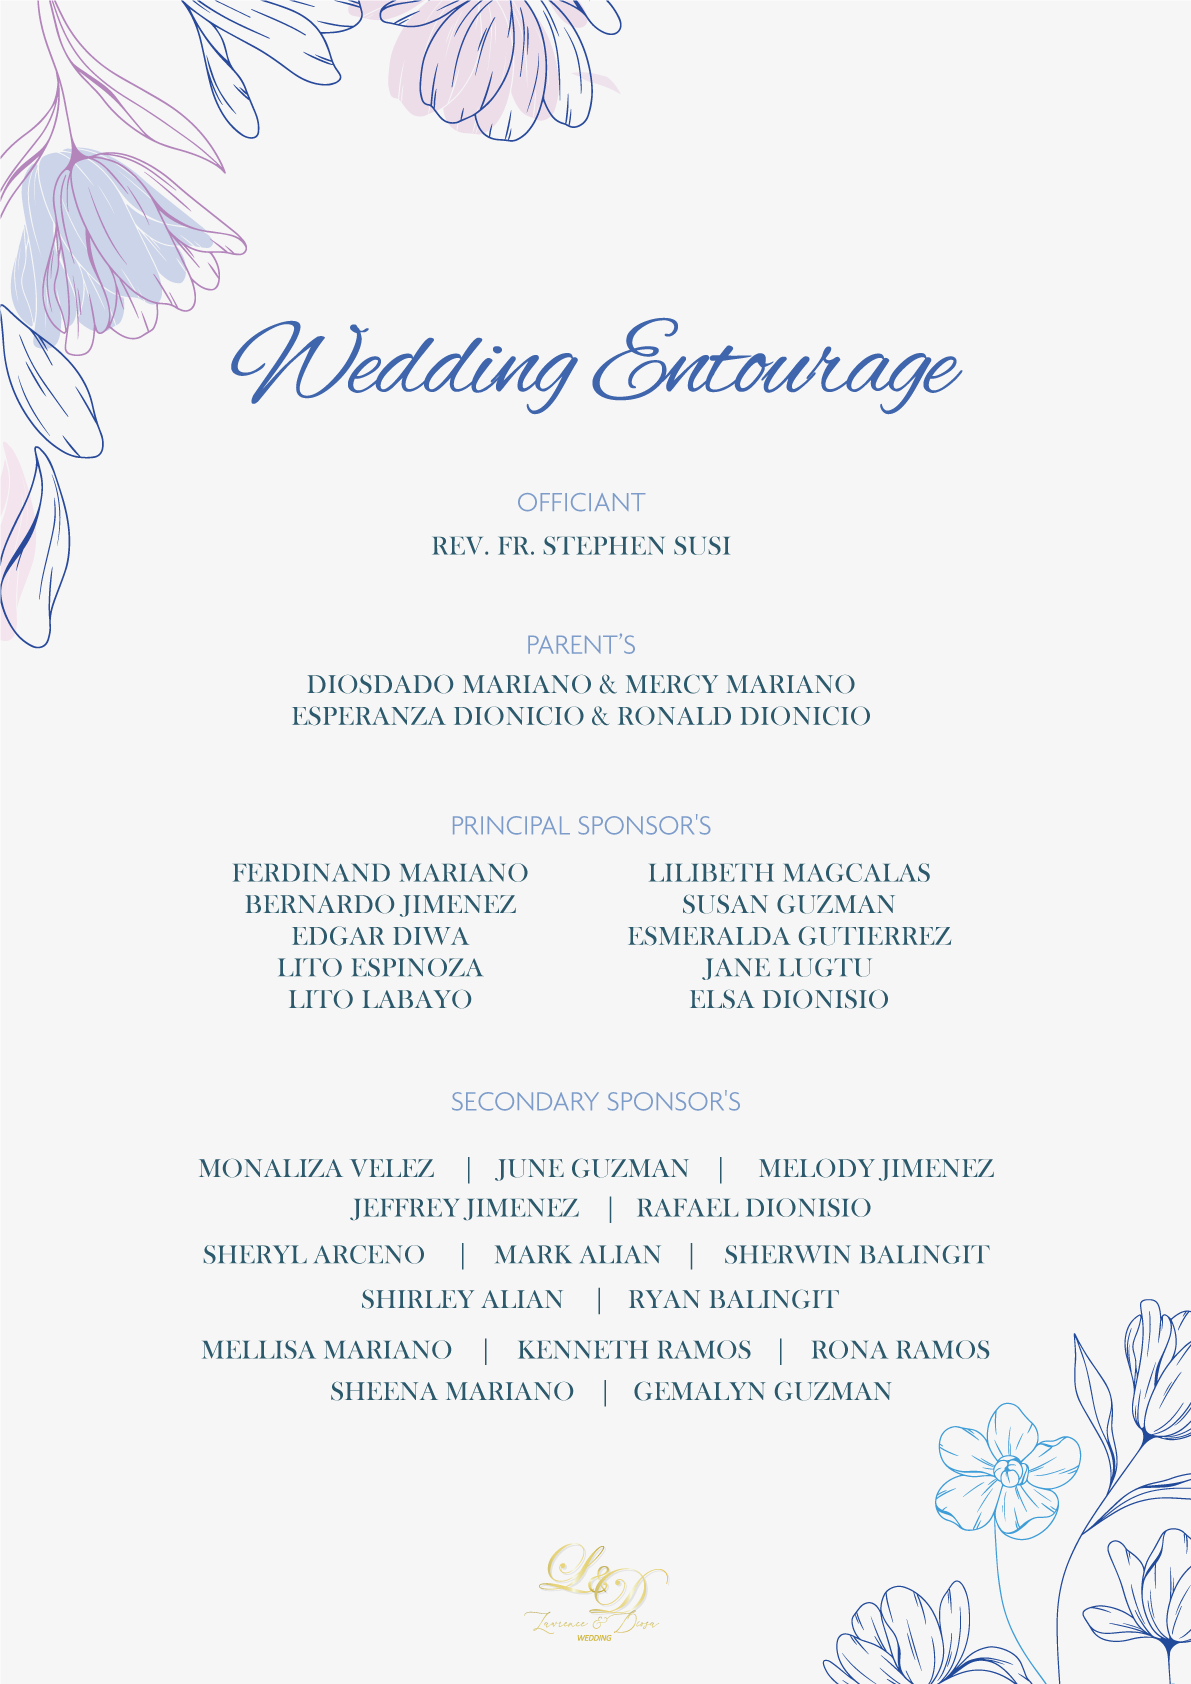 Wedding Entourage
OFFICIANT
REV. FR. STEPHEN SUSI
PARENT’S
DIOSDADO MARIANO & MERCY MARIANO
ESPERANZA DIONICIO & RONALD DIONICIO
PRINCIPAL SPONSOR'S
FERDINAND MARIANO
BERNARDO JIMENEZ
EDGAR DIWA
LITO ESPINOZA
LITO LABAYO
LILIBETH MAGCALAS
SUSAN GUZMAN
ESMERALDA GUTIERREZ
JANE LUGTU
ELSA DIONISIO
SECONDARY SPONSOR'S
MONALIZA VELEZ | JUNE GUZMAN | MELODY JIMENEZ
JEFFREY JIMENEZ | RAFAEL DIONISIO
SHERYL ARCENO | MARK ALIAN | SHERWIN BALINGIT
SHIRLEY ALIAN | RYAN BALINGIT
MELLISA MARIANO | KENNETH RAMOS | RONA RAMOS
SHEENA MARIANO | GEMALYN GUZMAN
L&D
Lawrence & Diosa
WEDDING